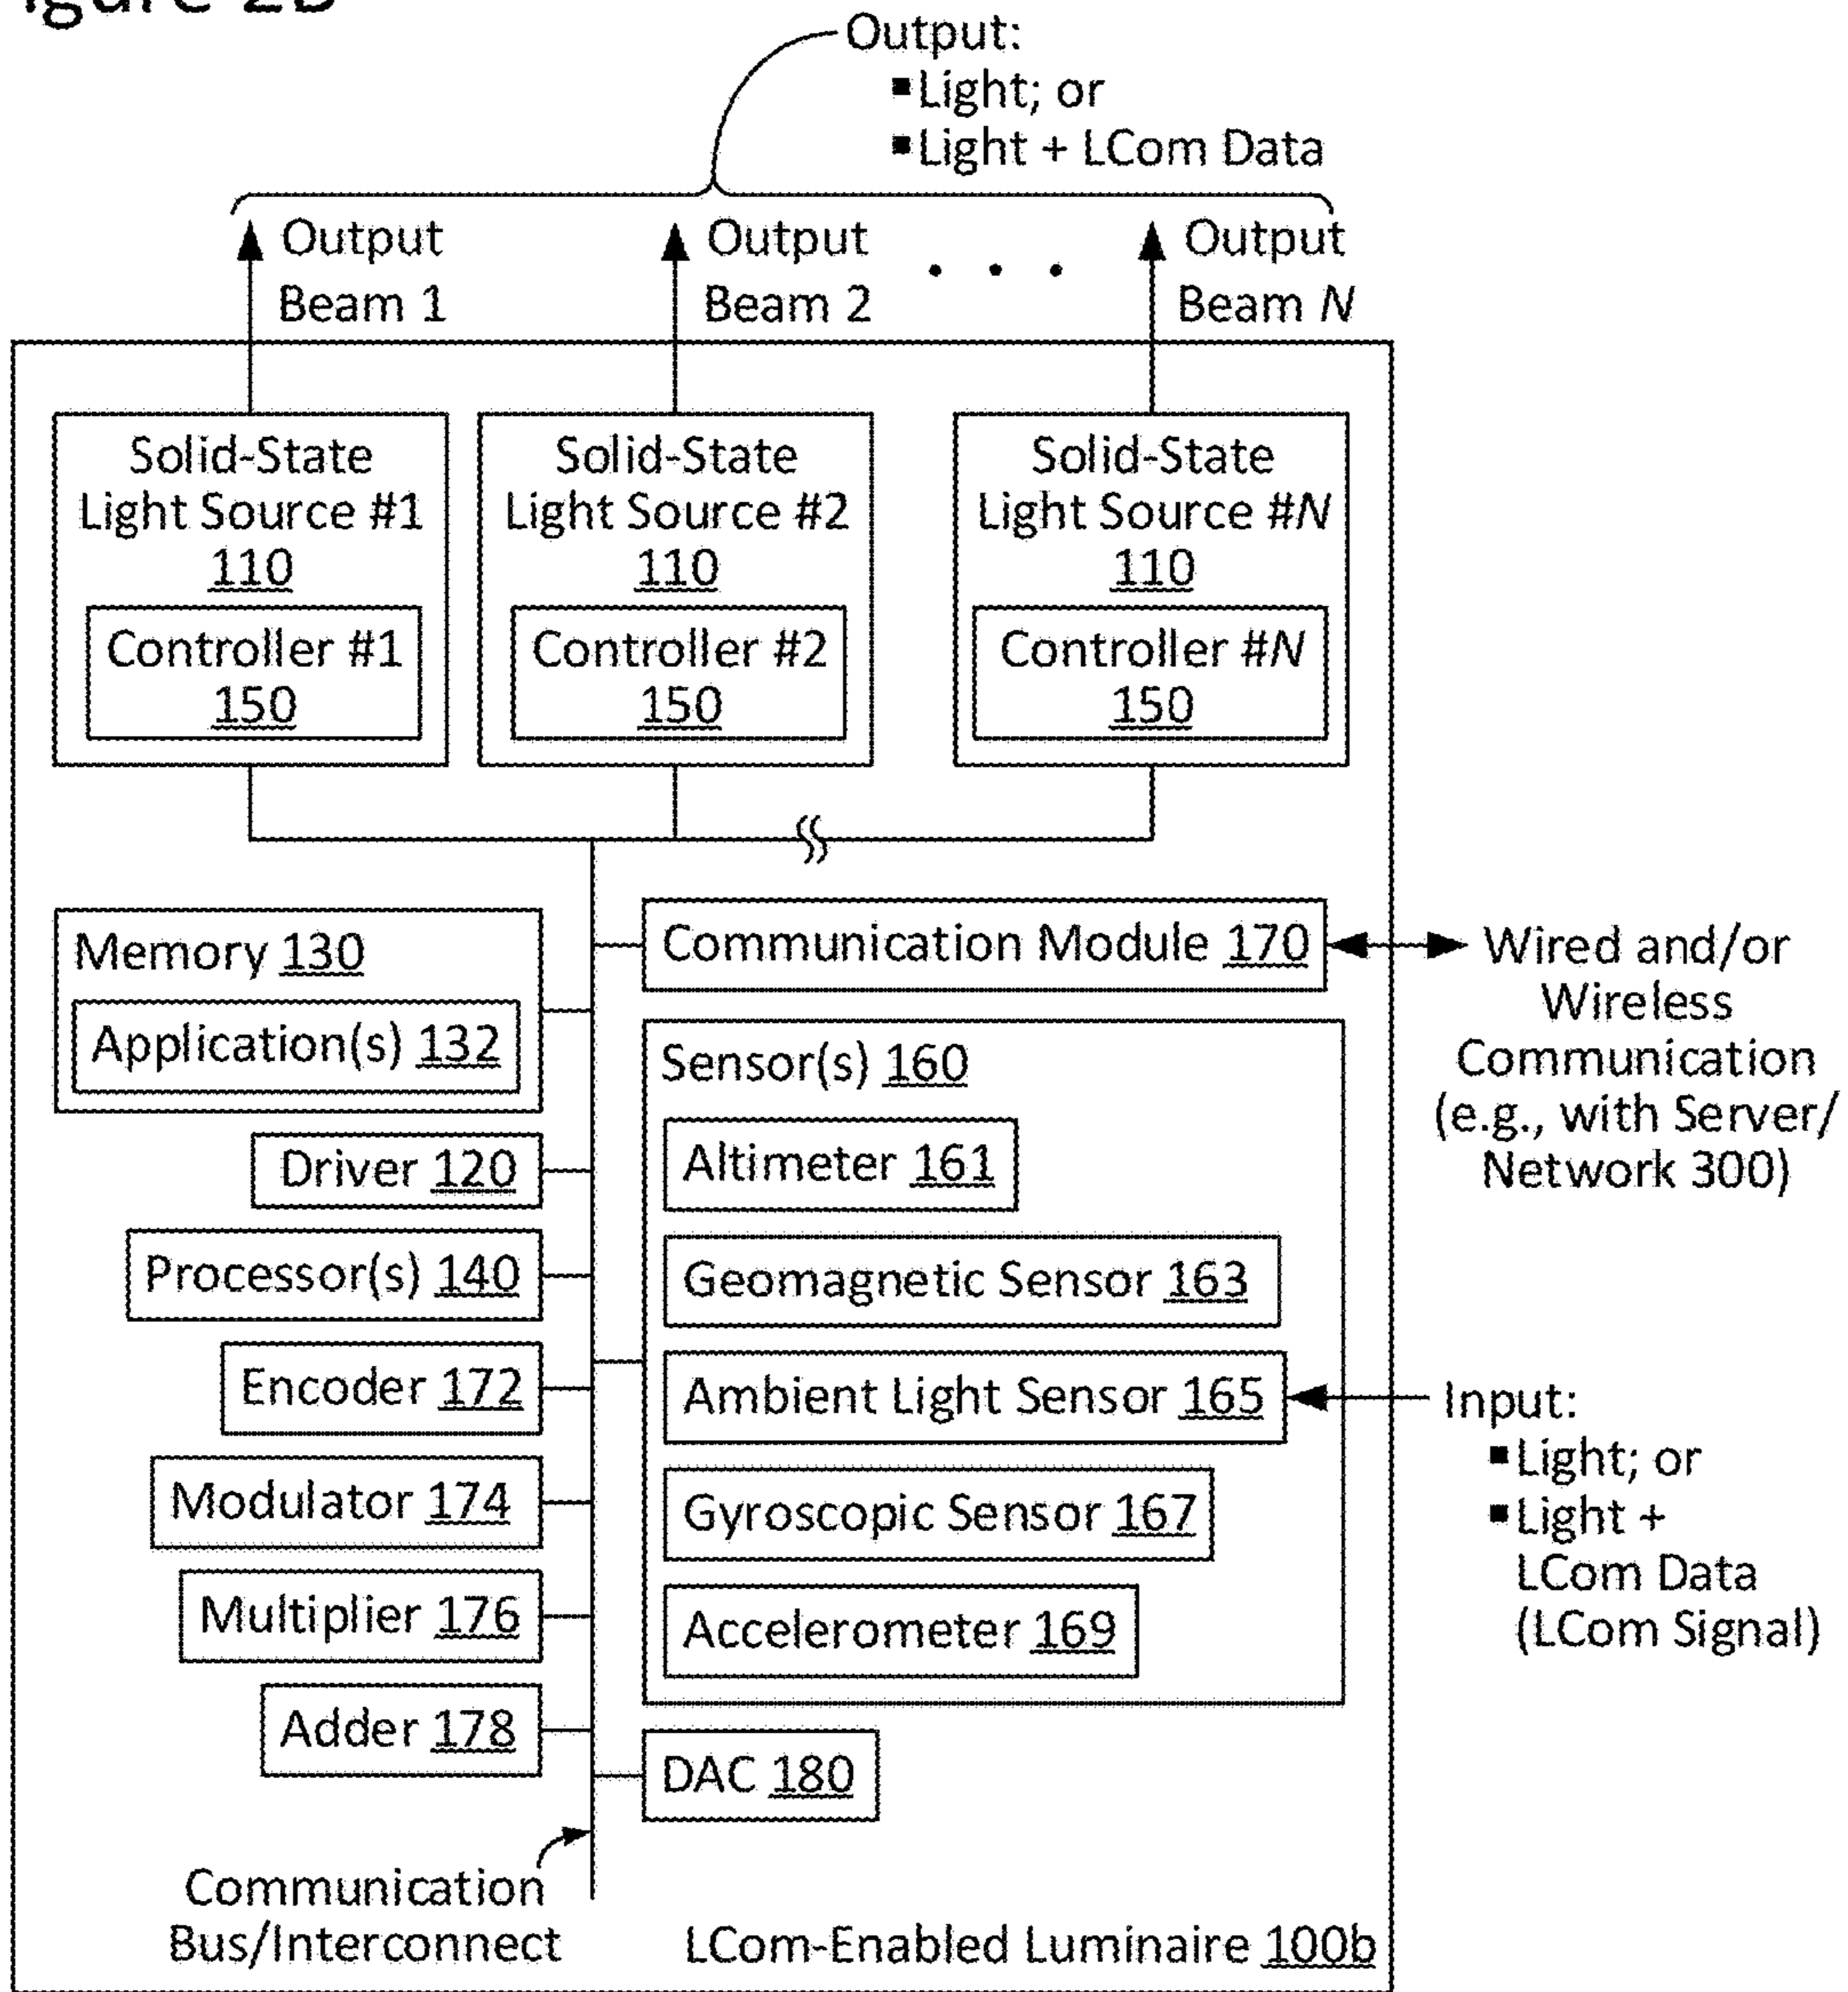 Figure 2B
Output:
▪Light; or
▪Light + LCom Data
Output
Beam 1
Output
Beam 2
. . .
Output
Beam N
Solid-State
Light Source #1
110
Controller #1
150
Solid-State
Light Source #2
110
Controller #2
150
Solid-State
Light Source #N
110
Controller #N
150
Memory 130
Application(s) 132
Driver 120
Processor(s) 140
Encoder 172
Modulator 174
Multiplier 176
Adder 178
Communication
Bus/Interconnect
Communication Module 170
Wired and/or
Wireless
Communication
(e.g., with Server/
Network 300)
Sensor(s) 160
Altimeter 161
Geomagnetic Sensor 163
Ambient Light Sensor 165
Gyroscopic Sensor 167
Accelerometer 169
Input:
▪Light; or
▪Light +
LCom Data
(LCom Signal)
DAC 180
LCom-Enabled Luminaire 100b